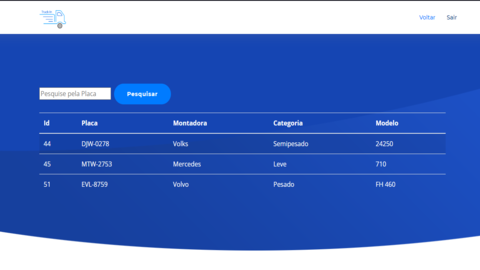 Voltar Sair
Pesquise pela Placa Pesquisar
Id Placa Montadora Categoria Modelo
44 DJW-0278 Volks Semipesado 24250
45 MTW-2753 Mercedes Leve 710
51 EVL-8759 Volvo Pesado FH 460